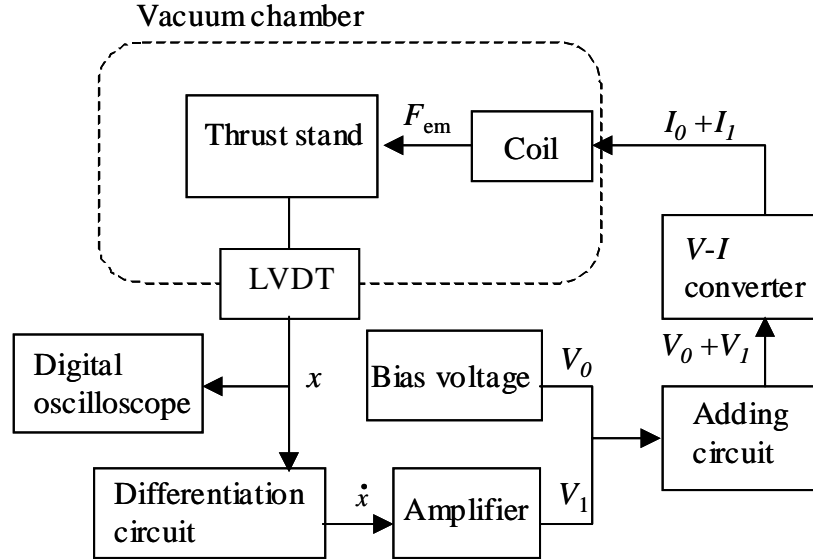 Vacuum chamber
Thrust stand
F_em
Coil
I_0 + I_1
LVDT
V-I
converter
Digital
oscilloscope
x
Bias voltage
V_0
V_0 + V_1
Adding
circuit
Differentiation
circuit
ẋ
Amplifier
V_1